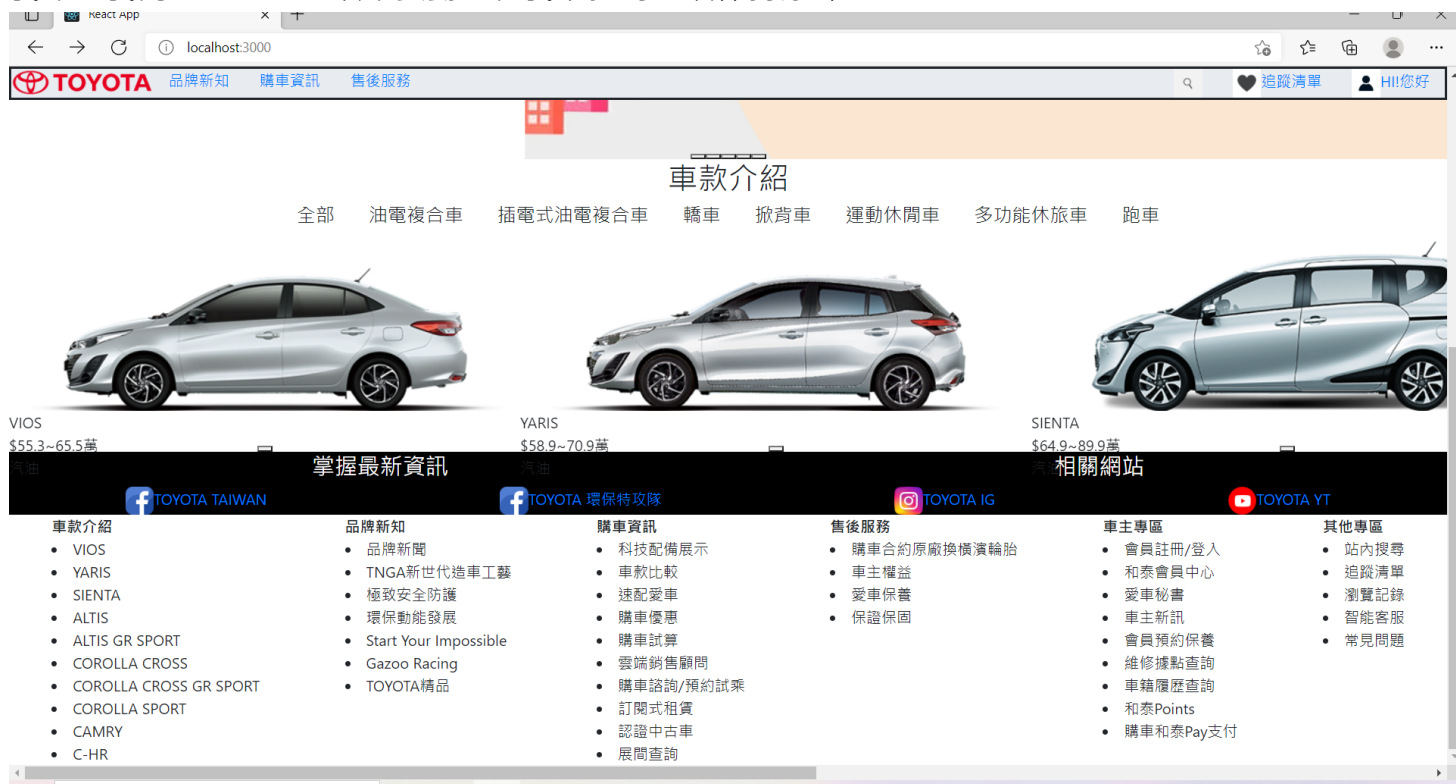 React App
localhost:3000
TOYOTA 品牌新知 購車資訊 售後服務 追蹤清單 HI!您好
車款介紹
全部 油電複合車 插電式油電複合車 轎車 掀背車 運動休閒車 多功能休旅車 跑車
VIOS YARIS SIENTA
$55.3~65.5萬 $58.9~70.9萬 $64.9~89.9萬
汽油 汽油 汽油
掌握最新資訊 相關網站
TOYOTA TAIWAN TOYOTA 環保特攻隊 TOYOTA IG TOYOTA YT
車款介紹
VIOS
YARIS
SIENTA
ALTIS
ALTIS GR SPORT
COROLLA CROSS
COROLLA CROSS GR SPORT
COROLLA SPORT
CAMRY
C-HR
品牌新知
品牌新聞
TNGA新世代造車工藝
極致安全防護
環保動能發展
Start Your Impossible
Gazoo Racing
TOYOTA精品
購車資訊
科技配備展示
車款比較
速配愛車
購車優惠
購車試算
雲端銷售顧問
購車諮詢/預約試乘
訂閱式租賃
認證中古車
展間查詢
售後服務
購車合約原廠換橫濱輪胎
車主權益
愛車保養
保證保固
車主專區
會員註冊/登入
和泰會員中心
愛車秘書
車主新訊
會員預約保養
維修據點查詢
車籍履歷查詢
和泰Points
購車和泰Pay支付
其他專區
站內搜尋
追蹤清單
瀏覽記錄
智能客服
常見問題